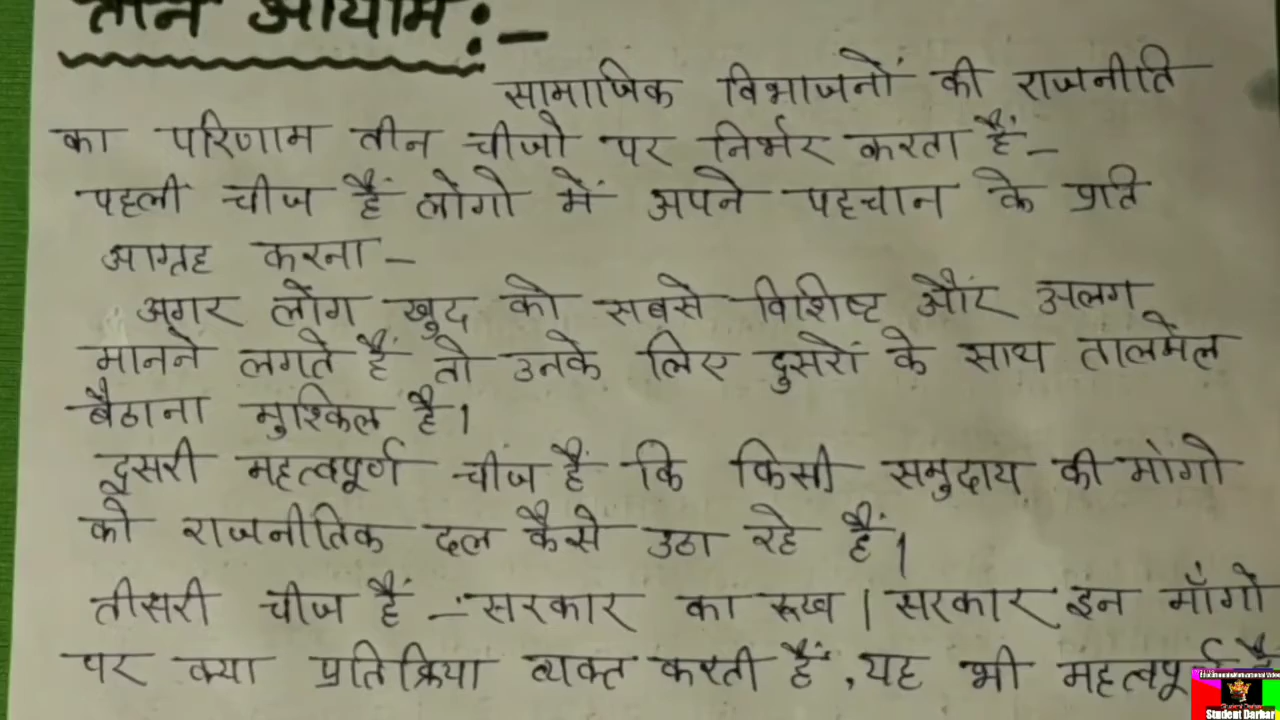 तीन आयाम :-
सामाजिक विभाजनों की राजनीति
का परिणाम तीन चीजो पर निर्भर करता हैं-
पहली चीज हैं लोगो में अपने पहचान के प्रति
आग्रह करना -
अगर लोग खुद को सबसे विशिष्ट और अलग
मानने लगते हैं तो उनके लिए दुसरों के साथ तालमेल
बैठाना मुश्किल है।
दूसरी महत्वपूर्ण चींज हैं कि किसी समुदाय की मांगो
को राजनीतिक दल कैसे उठा रहे हैं।
तीसरी चीज हैं - सरकार का रूख । सरकार इन माँगो
पर क्या प्रतिक्रिया व्यक्त करती हैं, यह भी महत्वपूर्ण है
Student Darbar